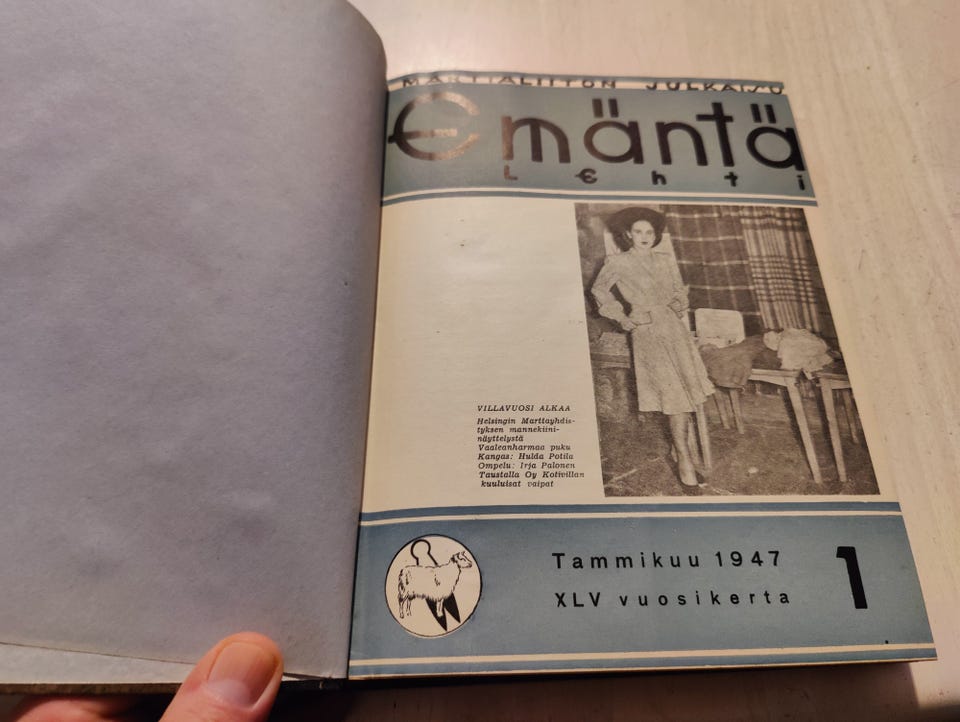 MARTTALIITON JULKAISU
Emäntä
Lehti
VILLAVUOSI ALKAA
Helsingin Marttayhdis-
tyksen mannekiini-
näyttelystä
Vaaleanharmaa puku
Kangas: Hulda Potila
Ompelu: Irja Palonen
Taustalla Oy Kotivillan
kuuluisat vaipat
Tammikuu 1947
XLV vuosikerta
1